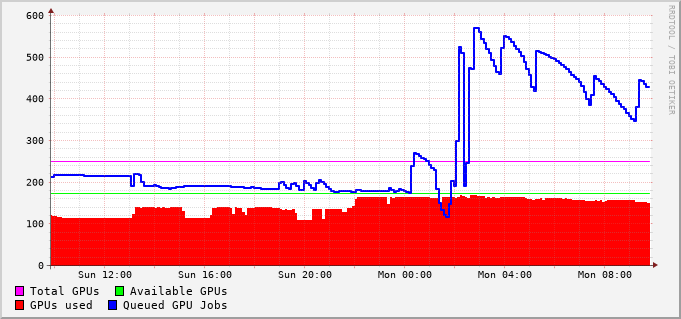 600
500
400
300
200
100
0
Sun 12:00 Sun 16:00 Sun 20:00 Mon 00:00 Mon 04:00 Mon 08:00
Total GPUs Available GPUs
GPUs used Queued GPU Jobs
RRDTOOL / TOBI OETIKER